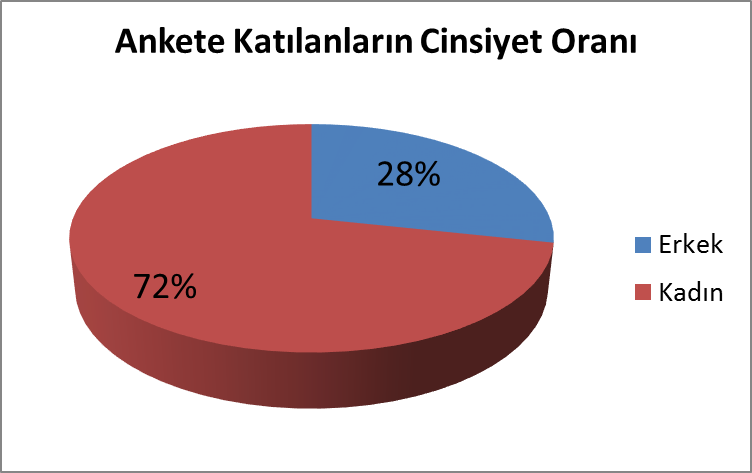 Ankete Katılanların Cinsiyet Oranı
28%
72%
Erkek
Kadın